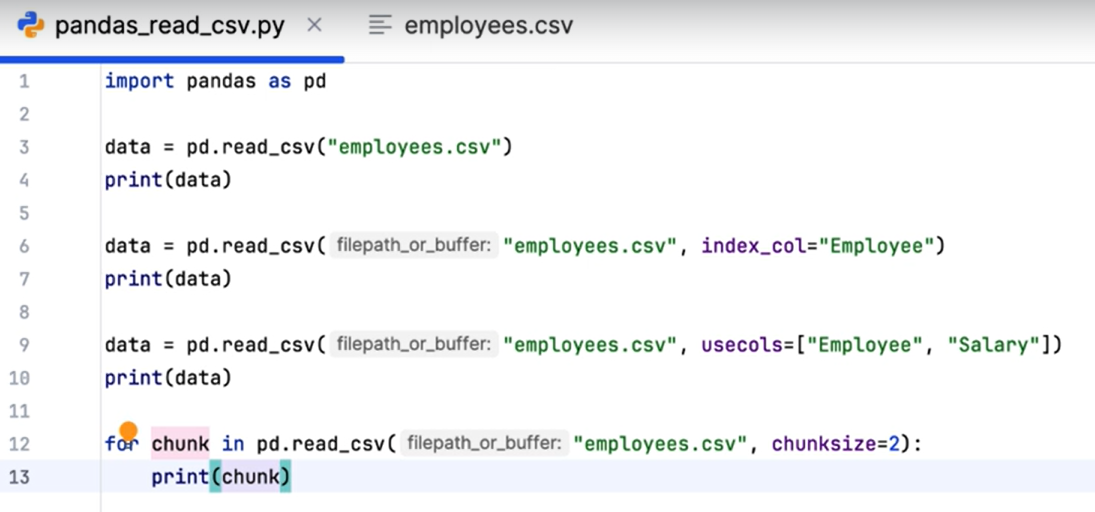 pandas_read_csv.py × employees.csv
1 import pandas as pd
2
3 data = pd.read_csv("employees.csv")
4 print(data)
5
6 data = pd.read_csv( filepath_or_buffer: "employees.csv", index_col="Employee")
7 print(data)
8
9 data = pd.read_csv( filepath_or_buffer: "employees.csv", usecols=["Employee", "Salary"])
10 print(data)
11
12 for chunk in pd.read_csv( filepath_or_buffer: "employees.csv", chunksize=2):
13 print(chunk)